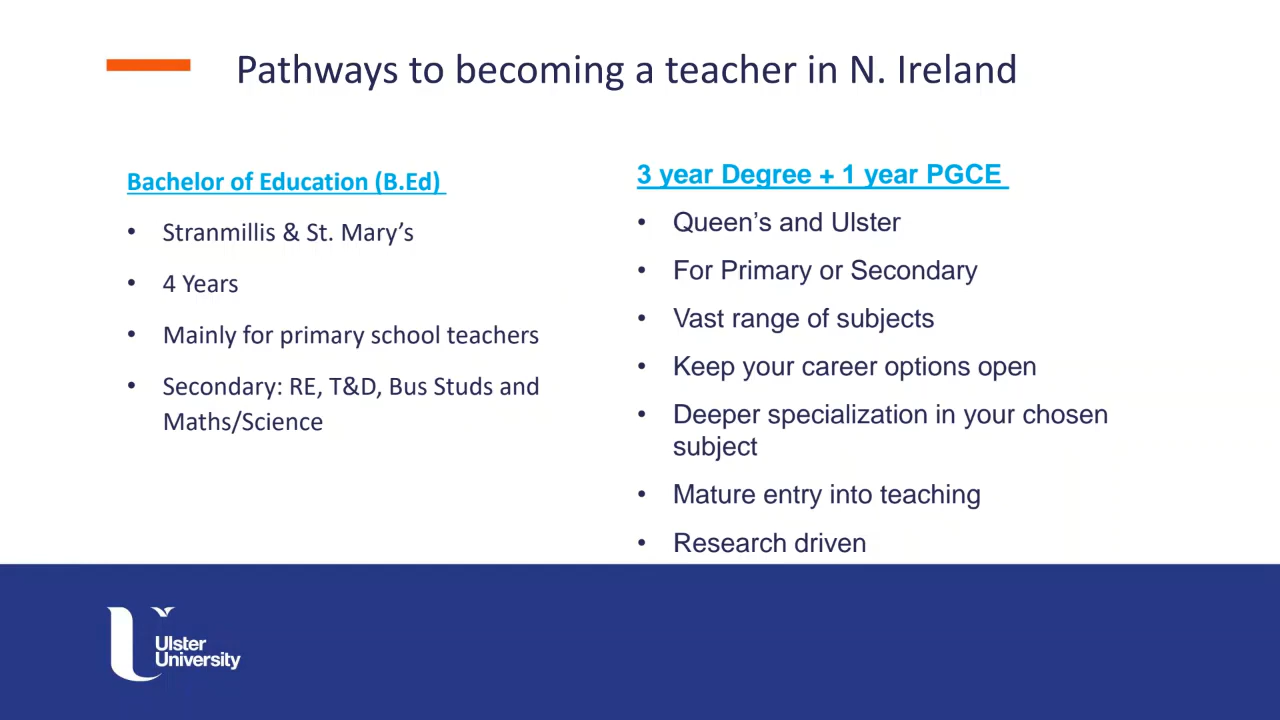 Pathways to becoming a teacher in N. Ireland
Bachelor of Education (B.Ed)
• Stranmillis & St. Mary’s
• 4 Years
• Mainly for primary school teachers
• Secondary: RE, T&D, Bus Studs and
Maths/Science
3 year Degree + 1 year PGCE
• Queen’s and Ulster
• For Primary or Secondary
• Vast range of subjects
• Keep your career options open
• Deeper specialization in your chosen
subject
• Mature entry into teaching
• Research driven
Ulster
University